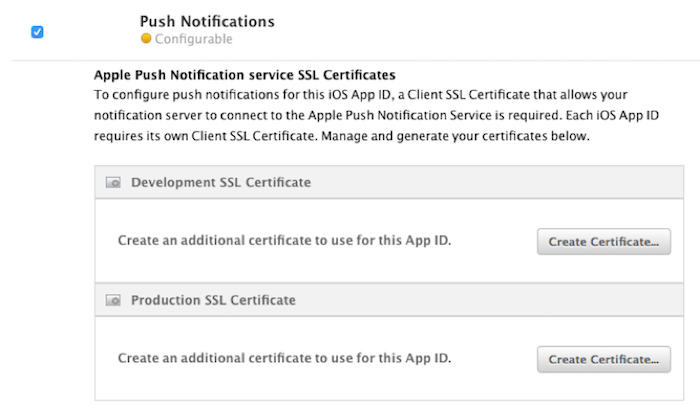 Push Notifications
Configurable
Apple Push Notification service SSL Certificates
To configure push notifications for this iOS App ID, a Client SSL Certificate that allows your
notification server to connect to the Apple Push Notification Service is required. Each iOS App ID
requires its own Client SSL Certificate. Manage and generate your certificates below.
Development SSL Certificate
Create an additional certificate to use for this App ID.
Create Certificate...
Production SSL Certificate
Create an additional certificate to use for this App ID.
Create Certificate...